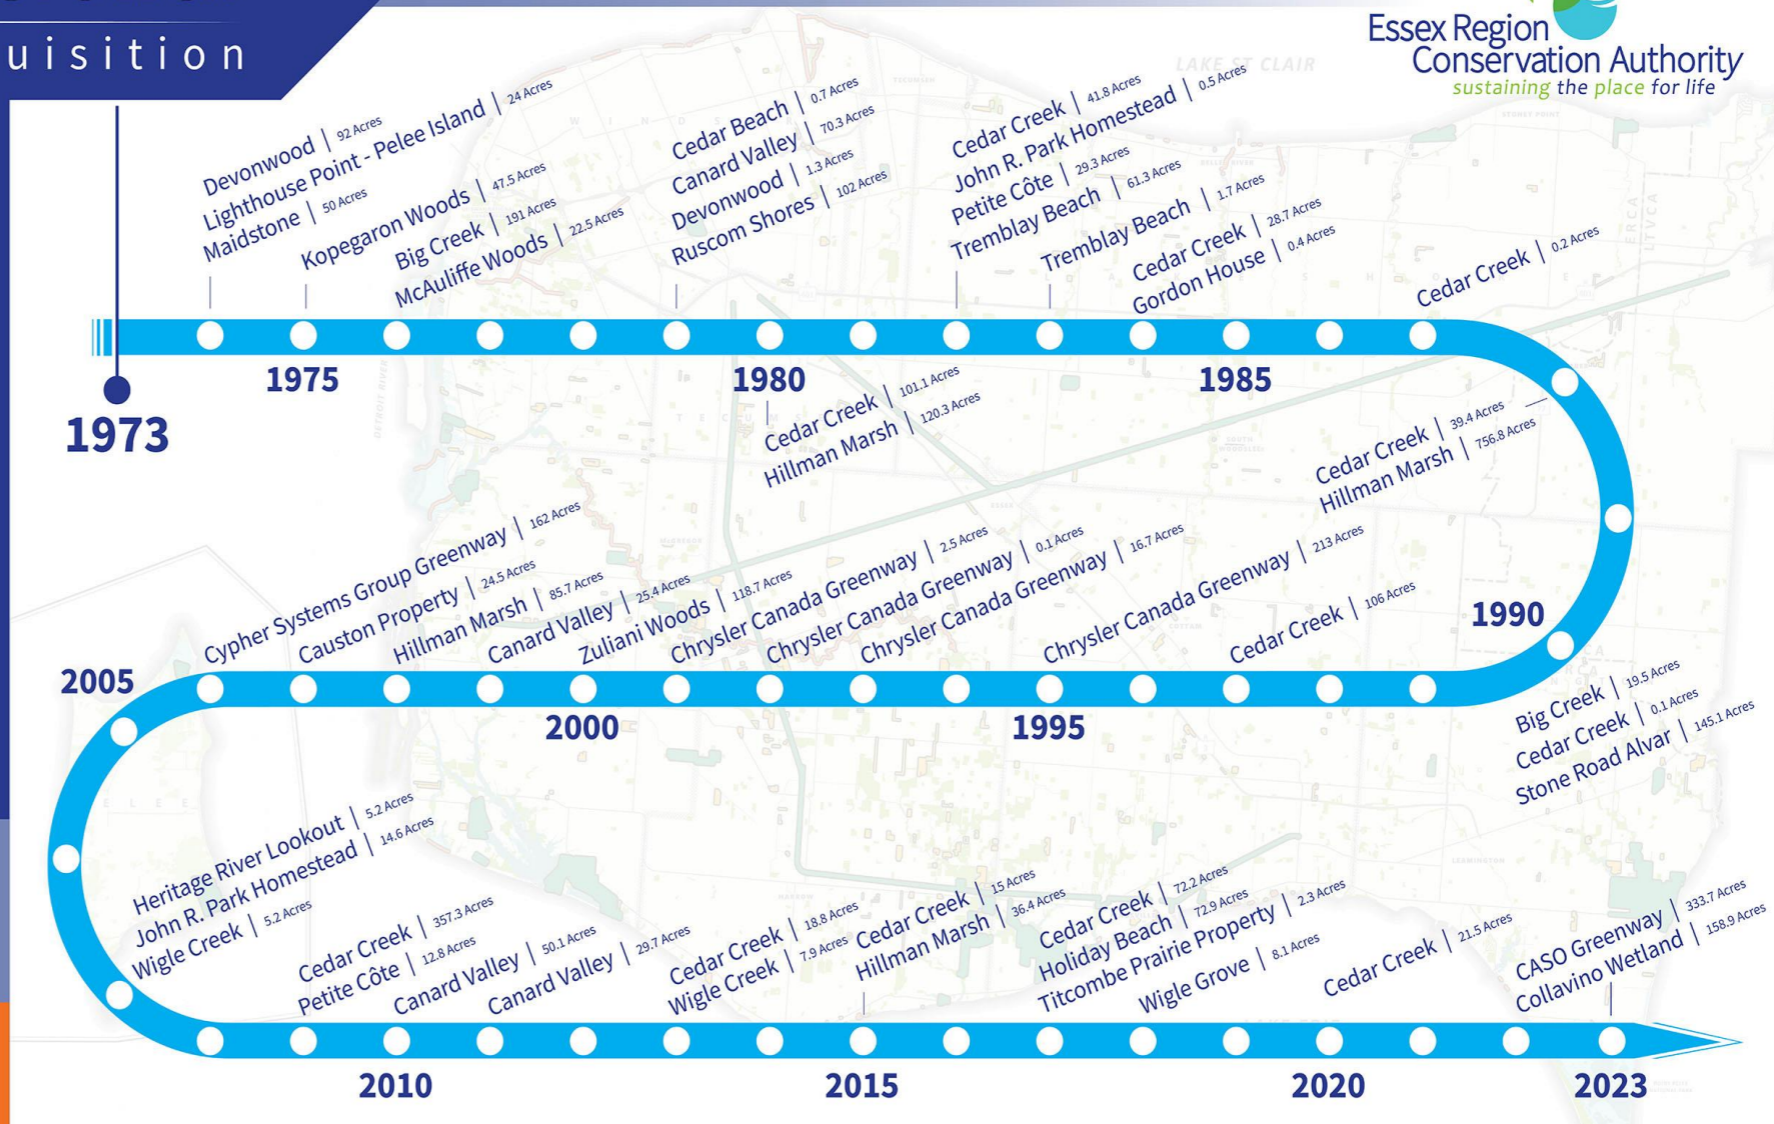 uisition
Essex Region
Conservation Authority
sustaining the place for life
LAKE ST CLAIR
Devonwood | 92 Acres
Lighthouse Point - Pelee Island | 24 Acres
Maidstone | 50 Acres
Kopegaron Woods | 47.5 Acres
Big Creek | 191 Acres
McAuliffe Woods | 22.5 Acres
Cedar Beach | 0.7 Acres
Canard Valley | 70.3 Acres
Devonwood | 1.3 Acres
Ruscom Shores | 102 Acres
Cedar Creek | 41.8 Acres
John R. Park Homestead | 0.5 Acres
Petite Côte | 29.3 Acres
Tremblay Beach | 61.3 Acres
Tremblay Beach | 1.7 Acres
Cedar Creek | 28.7 Acres
Gordon House | 0.4 Acres
Cedar Creek | 0.2 Acres
1973
1975
1980
1985
Cedar Creek | 101.1 Acres
Hillman Marsh | 120.3 Acres
Cedar Creek | 39.4 Acres
Hillman Marsh | 756.8 Acres
Cypher Systems Group Greenway | 162 Acres
Causton Property | 24.5 Acres
Hillman Marsh | 85.7 Acres
Canard Valley | 25.4 Acres
Zuliani Woods | 118.7 Acres
Chrysler Canada Greenway | 2.5 Acres
Chrysler Canada Greenway | 0.1 Acres
Chrysler Canada Greenway | 16.7 Acres
Chrysler Canada Greenway | 213 Acres
Cedar Creek | 106 Acres
1990
2005
2000
1995
Big Creek | 19.5 Acres
Cedar Creek | 0.1 Acres
Stone Road Alvar | 145.1 Acres
Heritage River Lookout | 5.2 Acres
John R. Park Homestead | 14.6 Acres
Wigle Creek | 5.2 Acres
Cedar Creek | 357.3 Acres
Petite Côte | 12.8 Acres
Canard Valley | 50.1 Acres
Canard Valley | 29.7 Acres
Cedar Creek | 18.8 Acres
Wigle Creek | 7.9 Acres
Cedar Creek | 15 Acres
Hillman Marsh | 36.4 Acres
Cedar Creek | 72.2 Acres
Holiday Beach | 72.9 Acres
Titcombe Prairie Property | 2.3 Acres
Wigle Grove | 8.1 Acres
Cedar Creek | 21.5 Acres
CASO Greenway | 333.7 Acres
Collavino Wetland | 158.9 Acres
2010
2015
2020
2023